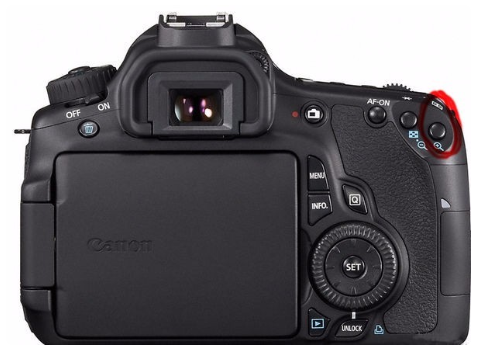 OFF ON
AF-ON
MENU
INFO.
Q
Canon
SET
UNLOCK